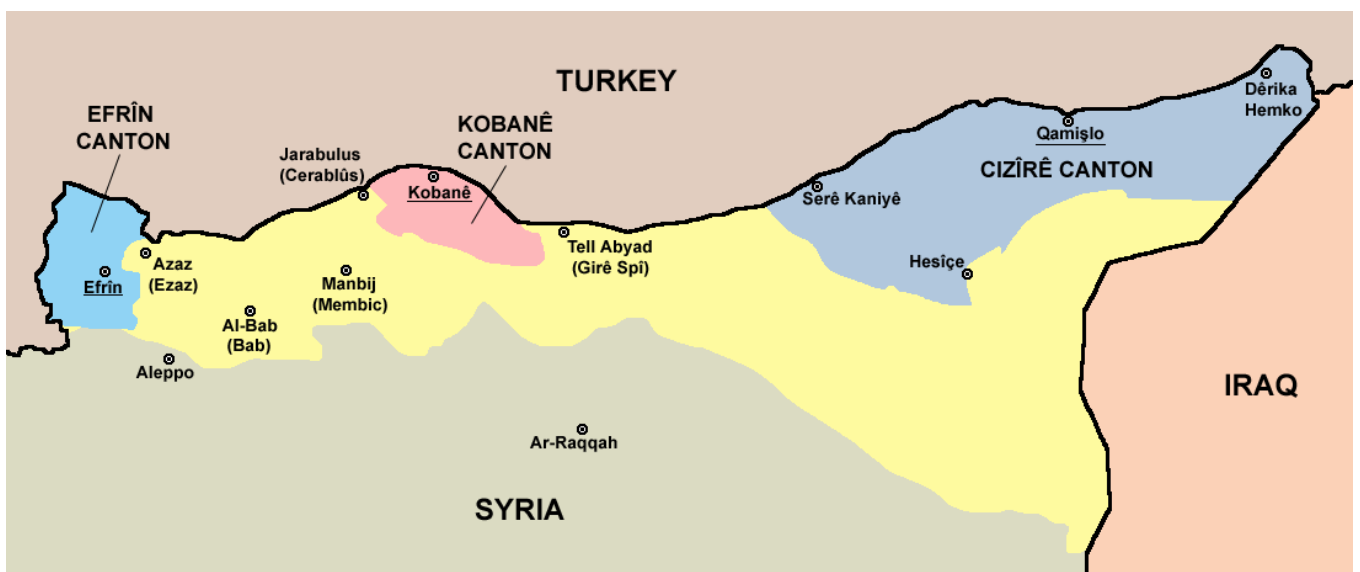 TURKEY
EFRÎN
CANTON
KOBANÊ
CANTON
Dêrika
Hemko
Qamişlo
Jarabulus
(Cerablûs)
CIZÎRÊ CANTON
Kobanê
Serê Kaniyê
Tell Abyad
(Girê Spî)
Azaz
(Ezaz)
Hesîçe
Efrîn
Manbij
(Membic)
Al-Bab
(Bab)
Aleppo
IRAQ
Ar-Raqqah
SYRIA